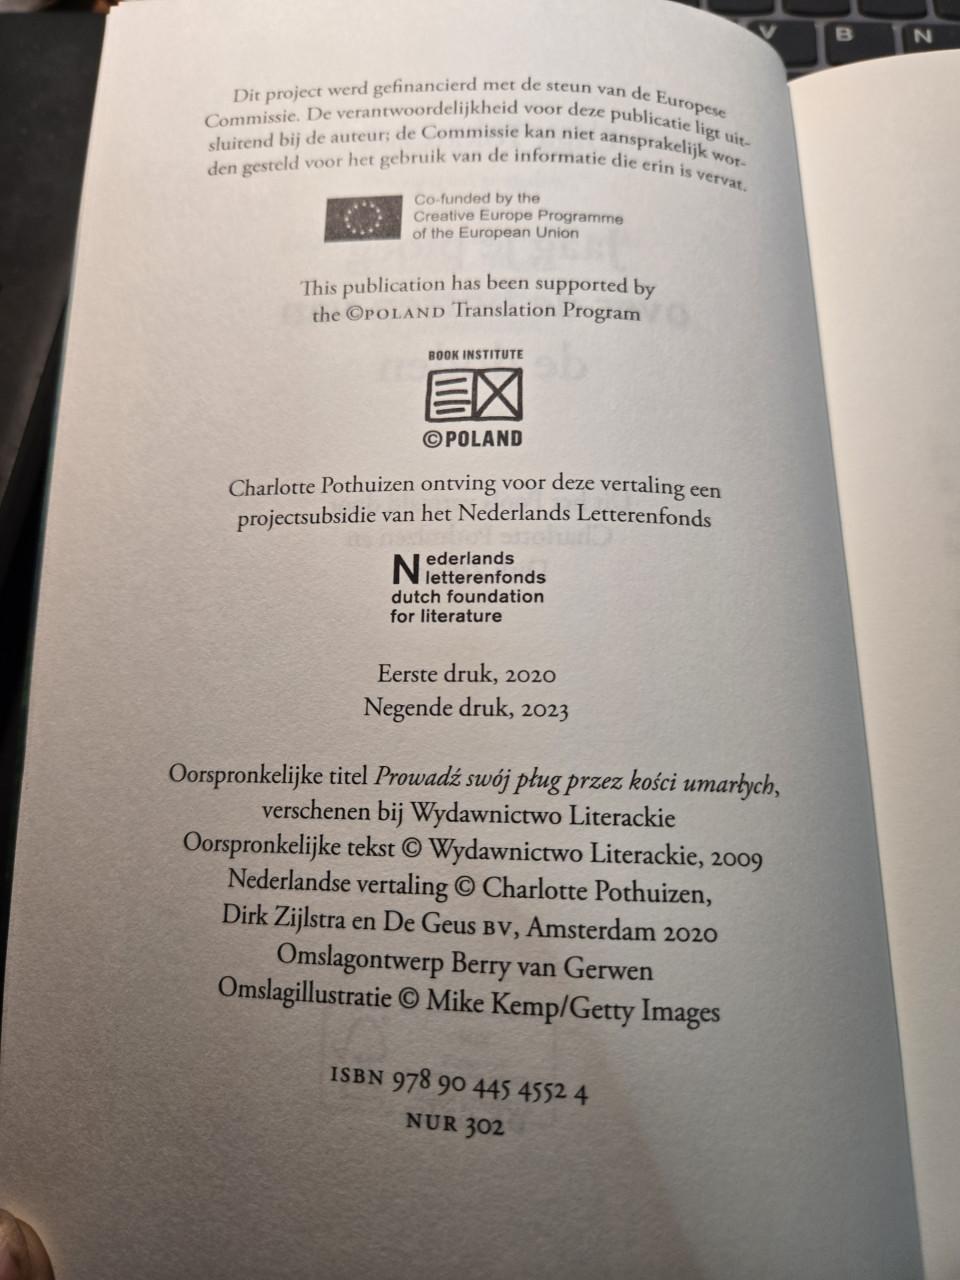 V B N
Dit project werd gefinancierd met de steun van de Europese
Commissie. De verantwoordelijkheid voor deze publicatie ligt uit-
sluitend bij de auteur; de Commissie kan niet aansprakelijk wor-
den gesteld voor het gebruik van de informatie die erin is vervat.
Co-funded by the
Creative Europe Programme
of the European Union
This publication has been supported by
the ©POLAND Translation Program
BOOK INSTITUTE
©POLAND
Charlotte Pothuizen ontving voor deze vertaling een
projectsubsidie van het Nederlands Letterenfonds
Nederlands
letterenfonds
dutch foundation
for literature
Eerste druk, 2020
Negende druk, 2023
Oorspronkelijke titel Prowadź swój pług przez kości umarłych,
verschenen bij Wydawnictwo Literackie
Oorspronkelijke tekst © Wydawnictwo Literackie, 2009
Nederlandse vertaling © Charlotte Pothuizen,
Dirk Zijlstra en De Geus BV, Amsterdam 2020
Omslagontwerp Berry van Gerwen
Omslagillustratie © Mike Kemp/Getty Images
ISBN 978 90 445 4552 4
NUR 302